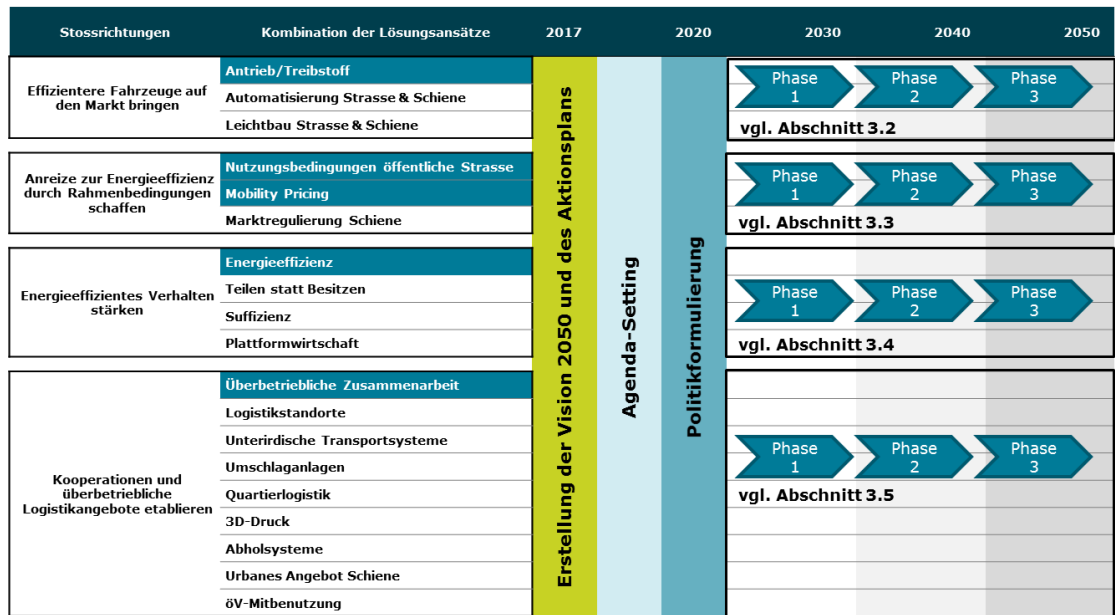 Stossrichtungen
Kombination der Lösungsansätze
2017
2020
2030
2040
2050
Effizientere Fahrzeuge auf
den Markt bringen
Antrieb/Treibstoff
Automatisierung Strasse & Schiene
Leichtbau Strasse & Schiene
Phase
1
Phase
2
Phase
3
vgl. Abschnitt 3.2
Anreize zur Energieeffizienz
durch Rahmenbedingungen
schaffen
Nutzungsbedingungen öffentliche Strasse
Mobility Pricing
Marktregulierung Schiene
Phase
1
Phase
2
Phase
3
vgl. Abschnitt 3.3
Energieeffizientes Verhalten
stärken
Energieeffizienz
Teilen statt Besitzen
Suffizienz
Plattformwirtschaft
Phase
1
Phase
2
Phase
3
vgl. Abschnitt 3.4
Kooperationen und
überbetriebliche
Logistikangebote etablieren
Überbetriebliche Zusammenarbeit
Logistikstandorte
Unterirdische Transportsysteme
Umschlaganlagen
Quartierlogistik
3D-Druck
Abholsysteme
Urbanes Angebot Schiene
öV-Mitbenutzung
Phase
1
Phase
2
Phase
3
vgl. Abschnitt 3.5
Erstellung der Vision 2050 und des Aktionsplans
Agenda-Setting
Politikformulierung